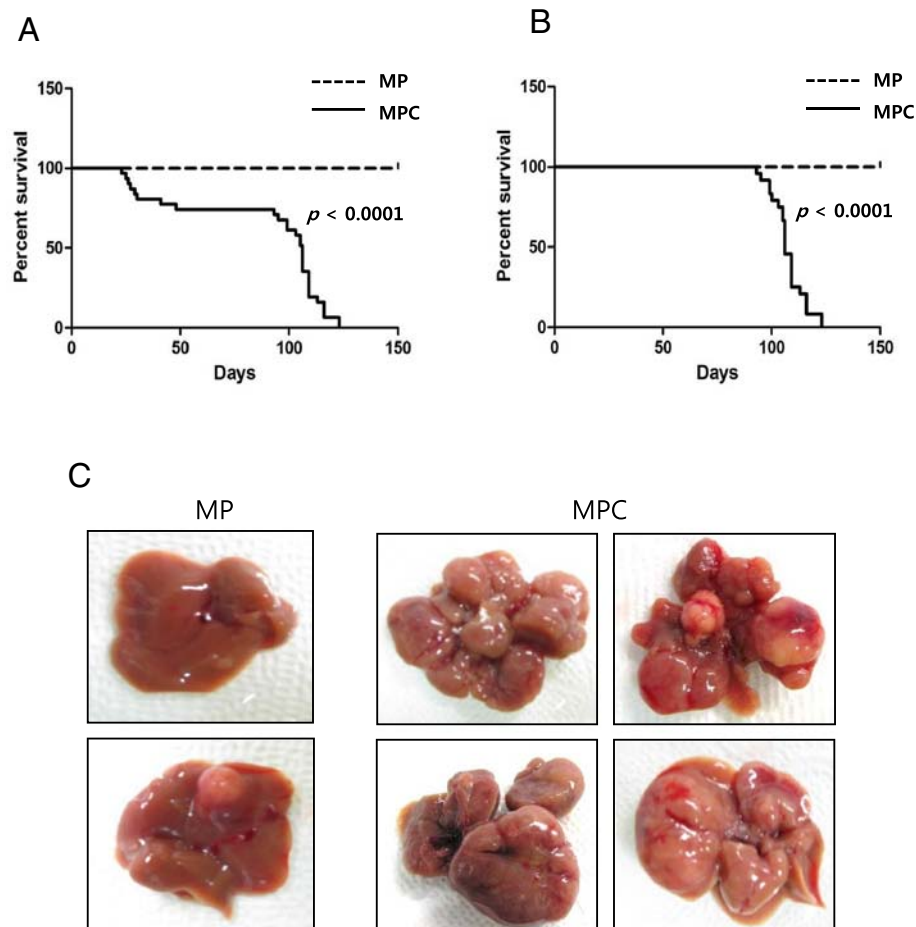 A
150
100
50
0
Percent survival
MP
MPC
p < 0.0001
0 50 100 150
Days
B
150
100
50
0
Percent survival
MP
MPC
p < 0.0001
0 50 100 150
Days
C
MP MPC